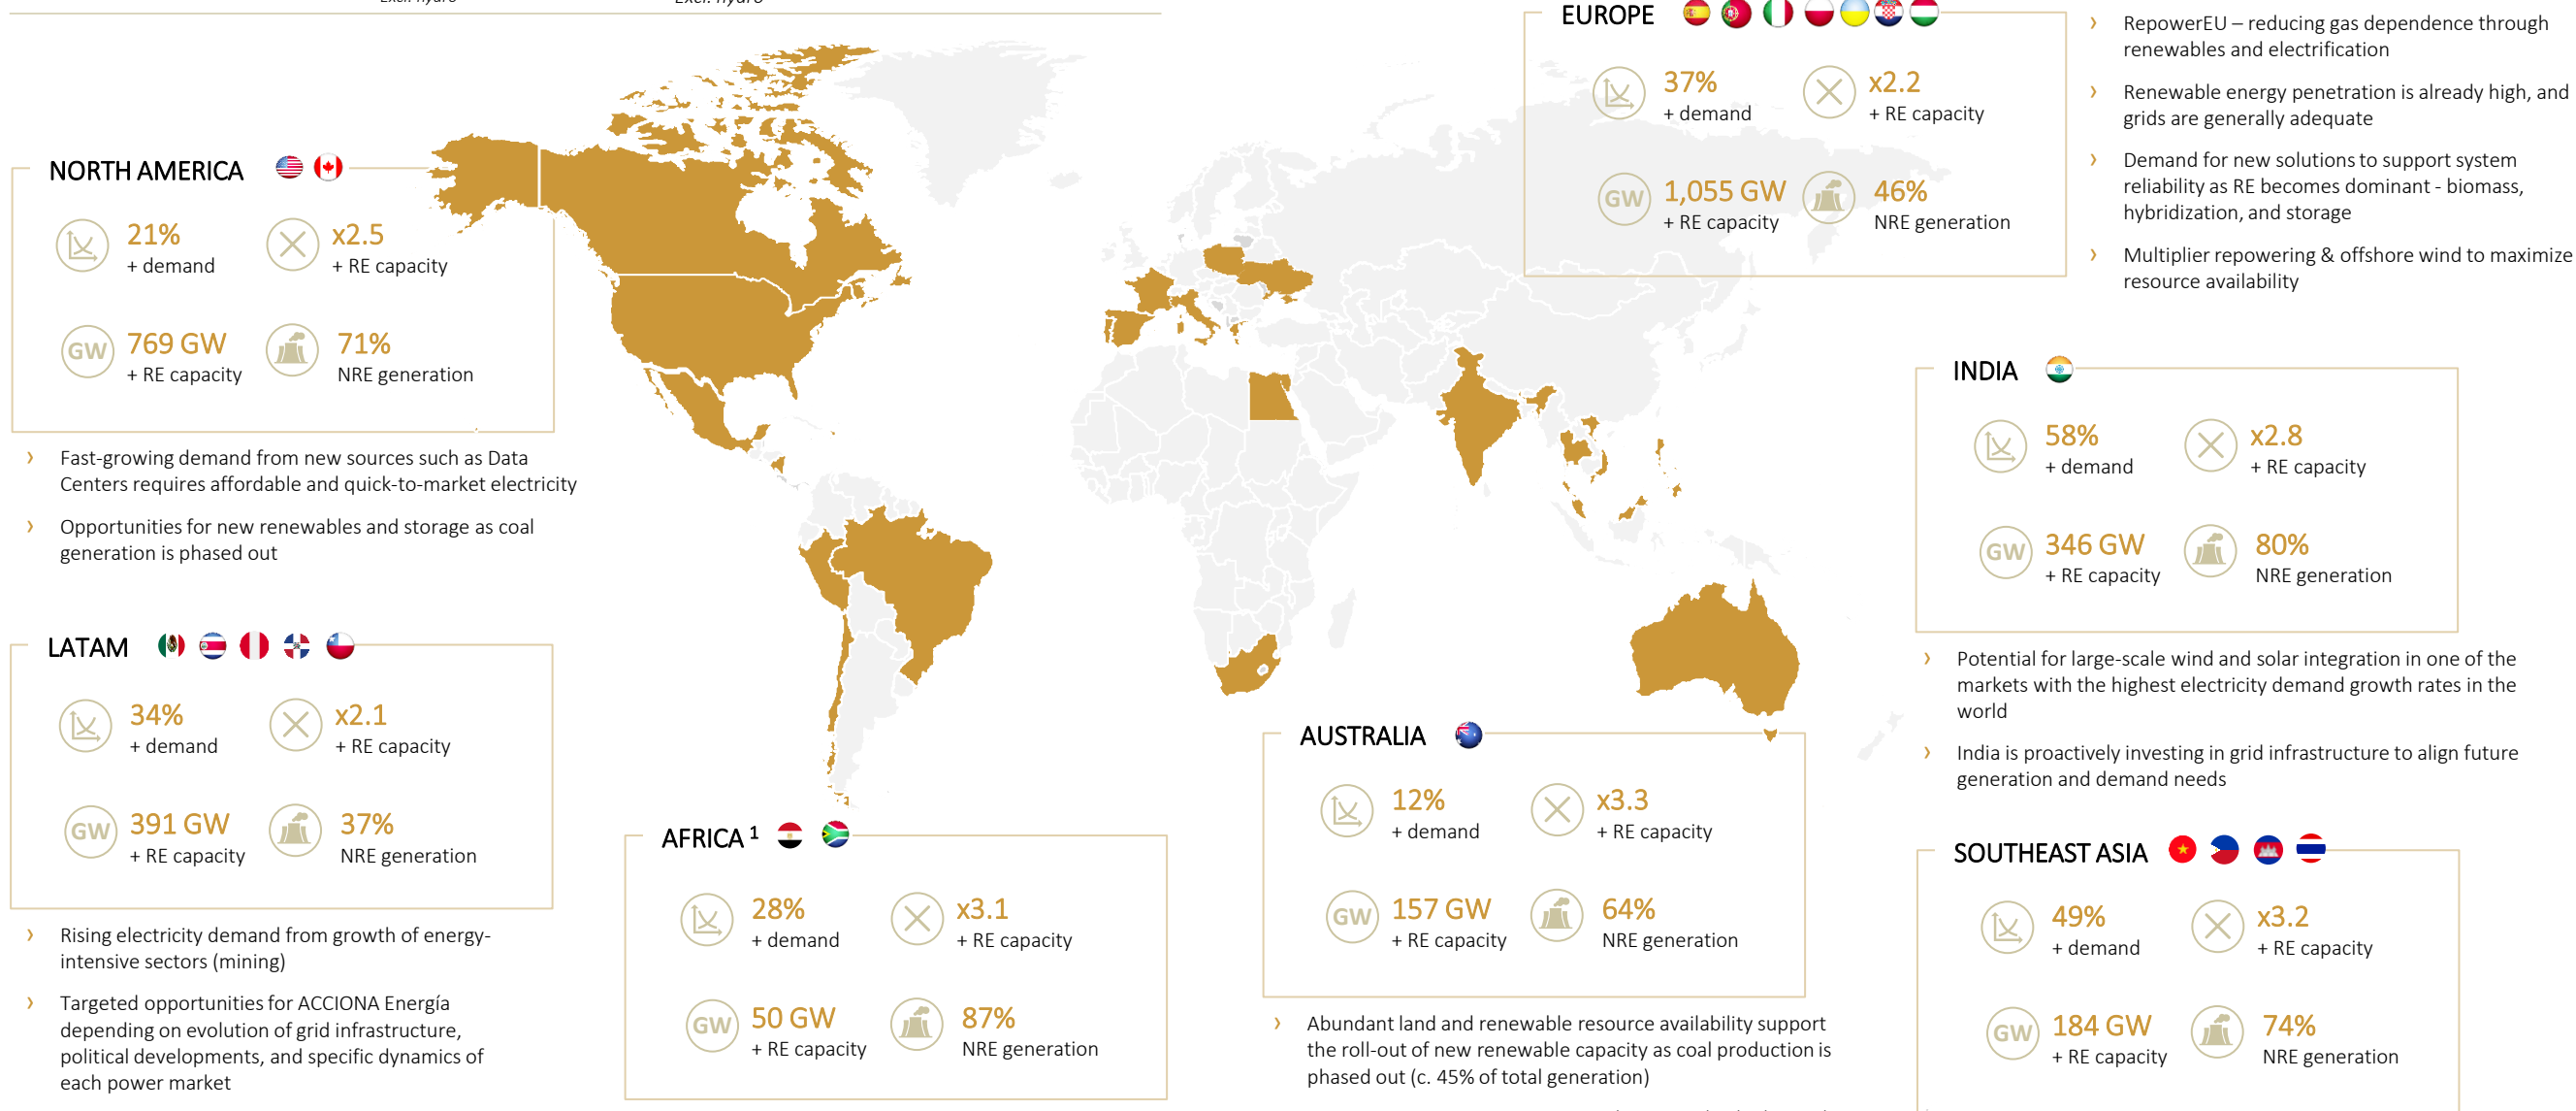 Excl. hydro
Excl. hydro
EUROPE
37%
+ demand
x2.2
+ RE capacity
GW
1,055 GW
+ RE capacity
46%
NRE generation
› RepowerEU – reducing gas dependence through
renewables and electrification
› Renewable energy penetration is already high, and
grids are generally adequate
› Demand for new solutions to support system
reliability as RE becomes dominant - biomass,
hybridization, and storage
› Multiplier repowering & offshore wind to maximize
resource availability
NORTH AMERICA
21%
+ demand
x2.5
+ RE capacity
GW
769 GW
+ RE capacity
71%
NRE generation
› Fast-growing demand from new sources such as Data
Centers requires affordable and quick-to-market electricity
› Opportunities for new renewables and storage as coal
generation is phased out
INDIA
58%
+ demand
x2.8
+ RE capacity
GW
346 GW
+ RE capacity
80%
NRE generation
› Potential for large-scale wind and solar integration in one of the
markets with the highest electricity demand growth rates in the
world
› India is proactively investing in grid infrastructure to align future
generation and demand needs
LATAM
34%
+ demand
x2.1
+ RE capacity
GW
391 GW
+ RE capacity
37%
NRE generation
› Rising electricity demand from growth of energy-
intensive sectors (mining)
› Targeted opportunities for ACCIONA Energía
depending on evolution of grid infrastructure,
political developments, and specific dynamics of
each power market
AFRICA 1
28%
+ demand
x3.1
+ RE capacity
GW
50 GW
+ RE capacity
87%
NRE generation
AUSTRALIA
12%
+ demand
x3.3
+ RE capacity
GW
157 GW
+ RE capacity
64%
NRE generation
› Abundant land and renewable resource availability support
the roll-out of new renewable capacity as coal production is
phased out (c. 45% of total generation)
SOUTHEAST ASIA
49%
+ demand
x3.2
+ RE capacity
GW
184 GW
+ RE capacity
74%
NRE generation